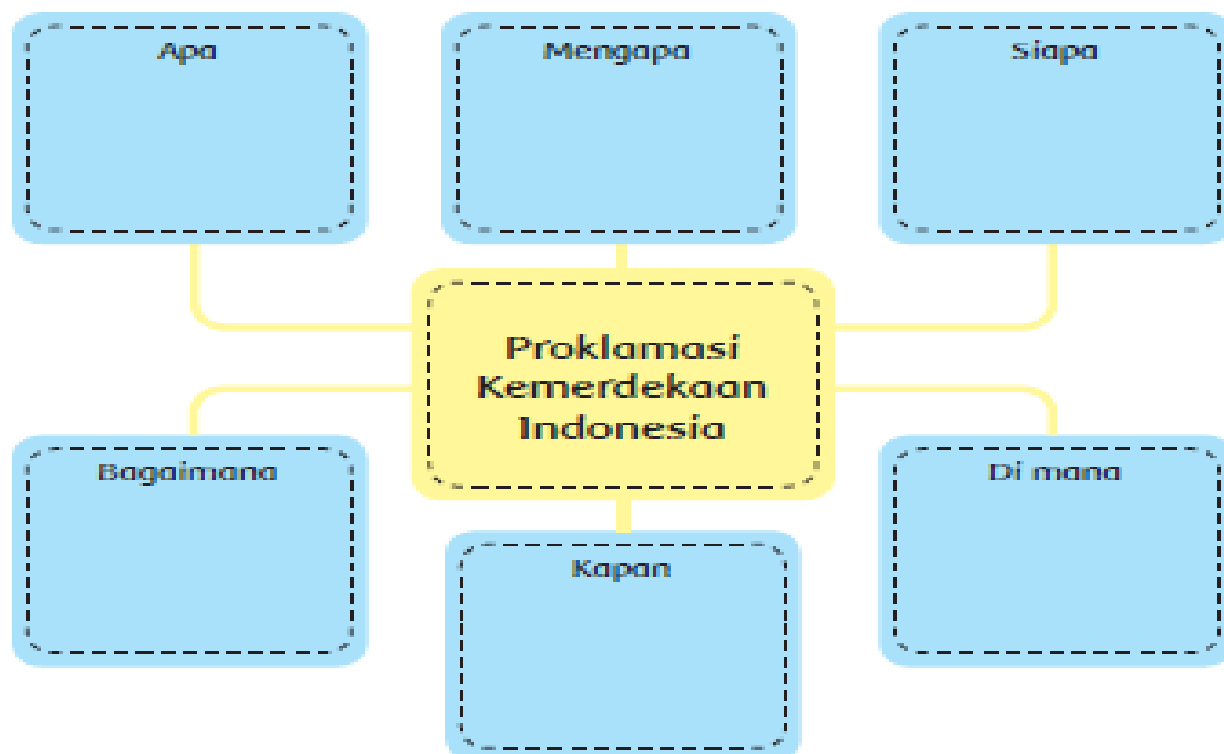 Apa
Mengapa
Siapa
Proklamasi
Kemerdekaan
Indonesia
Bagaimana
Kapan
Di mana